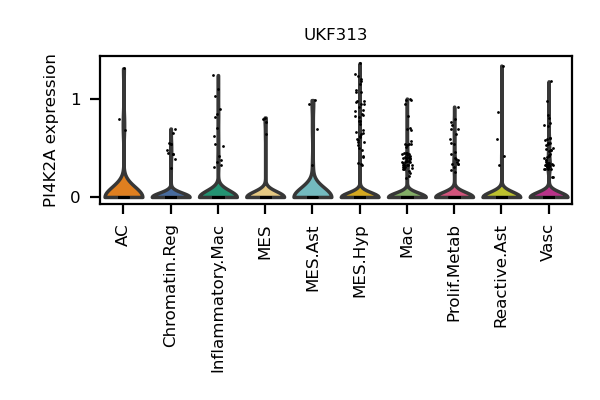 UKF313
PI4K2A expression
1
0
AC
Chromatin.Reg
Inflammatory.Mac
MES
MES.Ast
MES.Hyp
Mac
Prolif.Metab
Reactive.Ast
Vasc